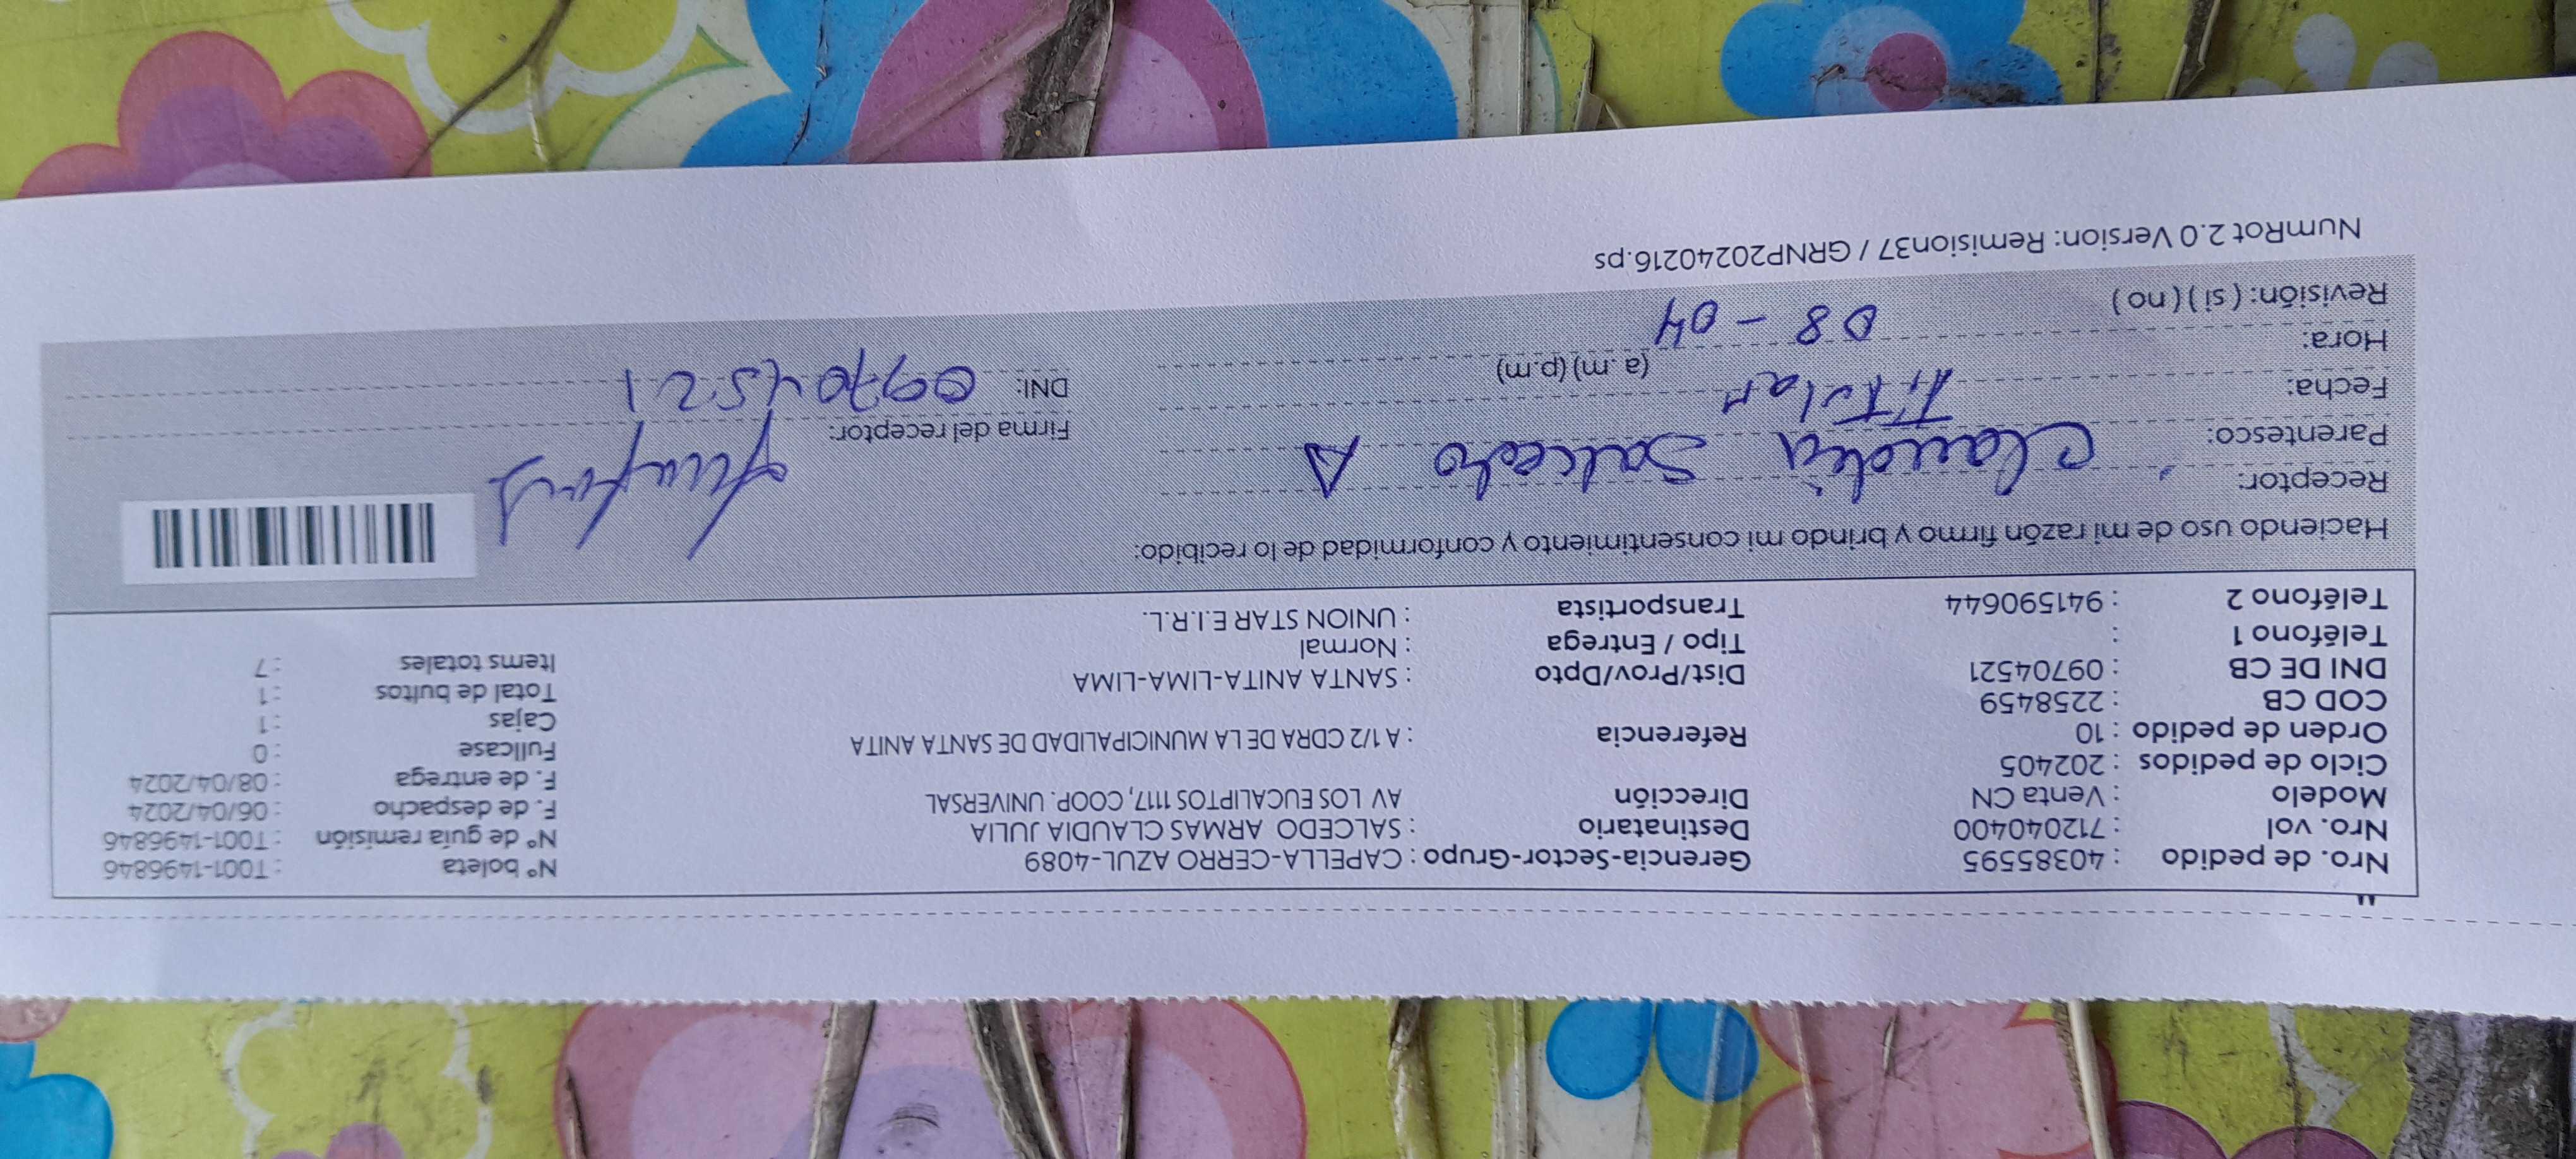 Nro. de pedido : 40385595 Gerencia-Sector-Grupo : CAPELLA-CERRO AZUL-4089 N° boleta : T001-1496846
Nro. vol : 712040400 Destinatario : SALCEDO ARMAS CLAUDIA JULIA N° de guía remisión : T001-1496846
Modelo : Venta CN Dirección AV LOS EUCALIPTOS 1117, COOP. UNIVERSAL F. de despacho : 06/04/2024
Ciclo de pedidos : 202405 F. de entrega : 08/04/2024
Orden de pedido : 10 Referencia : A 1/2 CDRA DE LA MUNICIPALIDAD DE SANTA ANITA Fullcase : 0
COD CB : 2258459 Cajas : 1
DNI DE CB : 09704521 Dist/Prov/Dpto : SANTA ANITA-LIMA-LIMA Total de bultos : 1
Teléfono 1 : Tipo / Entrega : Normal Items totales : 7
Teléfono 2 : 941590644 Transportista : UNION STAR E.I.R.L.
Haciendo uso de mi razón firmo y brindo mi consentimiento y conformidad de lo recibido:
Receptor: Claudia Salcedo A
Parentesco: Titular Firma del receptor:
Fecha: DNI: 09704521
Hora: (a.m) (p.m) 08 - 04
Revisión: ( si ) ( no )
NumRot 2.0 Version: Remision37 / GRNP20240216.ps